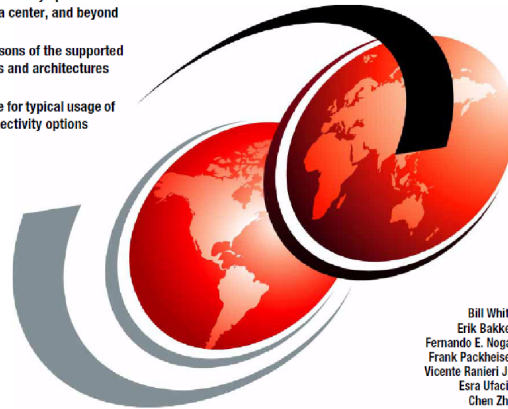 a center, and beyond
sons of the supported
s and architectures
e for typical usage of
ectivity options
Bill Whit
Erik Bakke
Fernando E. Noga
Frank Packheise
Vicente Ranieri J
Esra Ufaci
Chen Zh